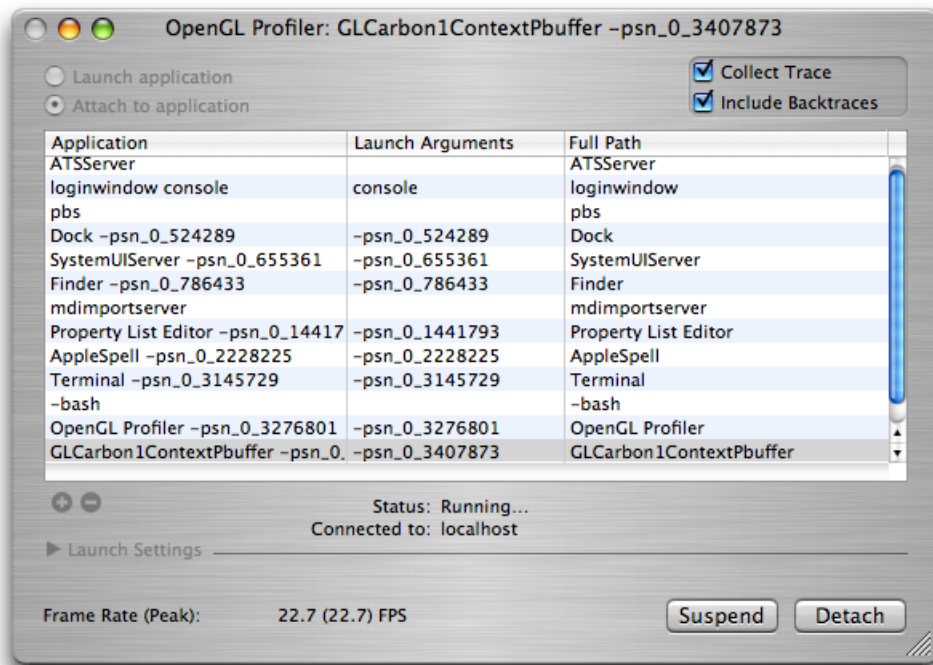 OpenGL Profiler: GLCarbon1ContextPbuffer -psn_0_3407873
Launch application
Attach to application
Collect Trace
Include Backtraces
Application Launch Arguments Full Path
ATSServer ATSServer
loginwindow console console loginwindow
pbs pbs
Dock -psn_0_524289 -psn_0_524289 Dock
SystemUIServer -psn_0_655361 -psn_0_655361 SystemUIServer
Finder -psn_0_786433 -psn_0_786433 Finder
mdimportserver mdimportserver
Property List Editor -psn_0_14417 -psn_0_1441793 Property List Editor
AppleSpell -psn_0_2228225 -psn_0_2228225 AppleSpell
Terminal -psn_0_3145729 -psn_0_3145729 Terminal
-bash -bash
OpenGL Profiler -psn_0_3276801 -psn_0_3276801 OpenGL Profiler
GLCarbon1ContextPbuffer -psn_0_ -psn_0_3407873 GLCarbon1ContextPbuffer
Status: Running...
Connected to: localhost
Launch Settings
Frame Rate (Peak): 22.7 (22.7) FPS
Suspend Detach